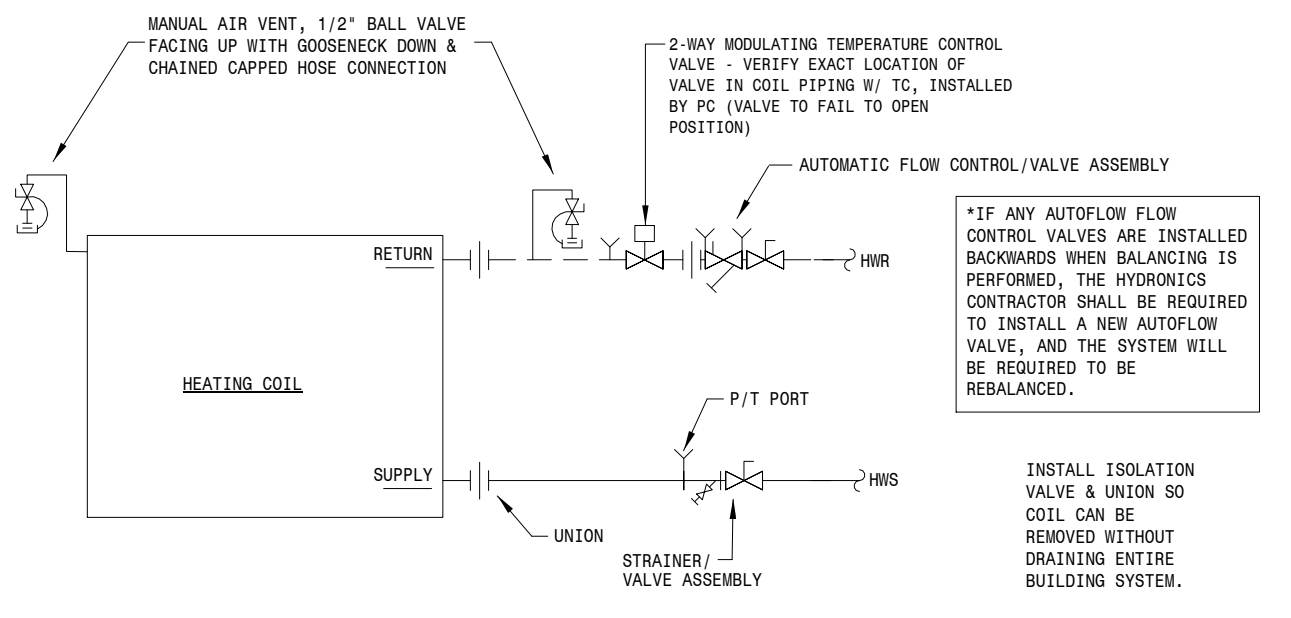 MANUAL AIR VENT, 1/2" BALL VALVE
FACING UP WITH GOOSENECK DOWN &
CHAINED CAPPED HOSE CONNECTION
2-WAY MODULATING TEMPERATURE CONTROL
VALVE - VERIFY EXACT LOCATION OF
VALVE IN COIL PIPING W/ TC, INSTALLED
BY PC (VALVE TO FAIL TO OPEN
POSITION)
AUTOMATIC FLOW CONTROL/VALVE ASSEMBLY
*IF ANY AUTOFLOW FLOW
CONTROL VALVES ARE INSTALLED
BACKWARDS WHEN BALANCING IS
PERFORMED, THE HYDRONICS
CONTRACTOR SHALL BE REQUIRED
TO INSTALL A NEW AUTOFLOW
VALVE, AND THE SYSTEM WILL
BE REQUIRED TO BE
REBALANCED.
RETURN
HWR
HEATING COIL
P/T PORT
SUPPLY
HWS
UNION
STRAINER/
VALVE ASSEMBLY
INSTALL ISOLATION
VALVE & UNION SO
COIL CAN BE
REMOVED WITHOUT
DRAINING ENTIRE
BUILDING SYSTEM.